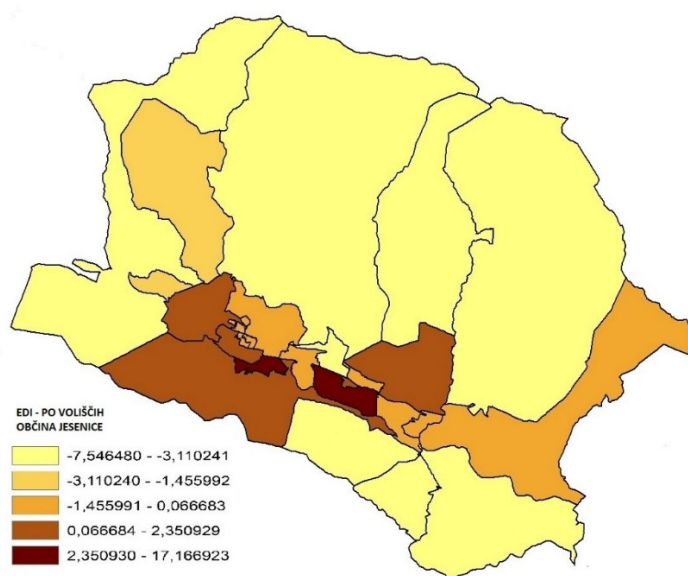 EDI - PO VOLIŠČIH
OBČINA JESENICE
-7,546480 - -3,110241
-3,110240 - -1,455992
-1,455991 - 0,066683
0,066684 - 2,350929
2,350930 - 17,166923